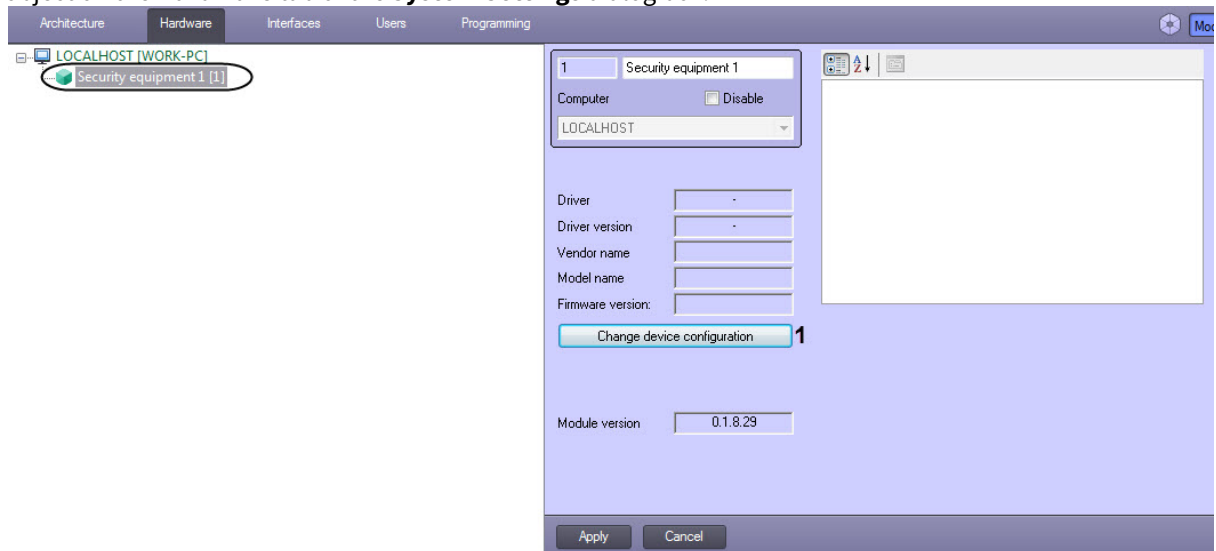 Architecture Hardware Interfaces Users Programming
LOCALHOST [WORK-PC]
Security equipment 1 [1]
1 Security equipment 1
Computer Disable
LOCALHOST
Driver -
Driver version -
Vendor name
Model name
Firmware version:
Change device configuration 1
Module version 0.1.8.29
Apply Cancel